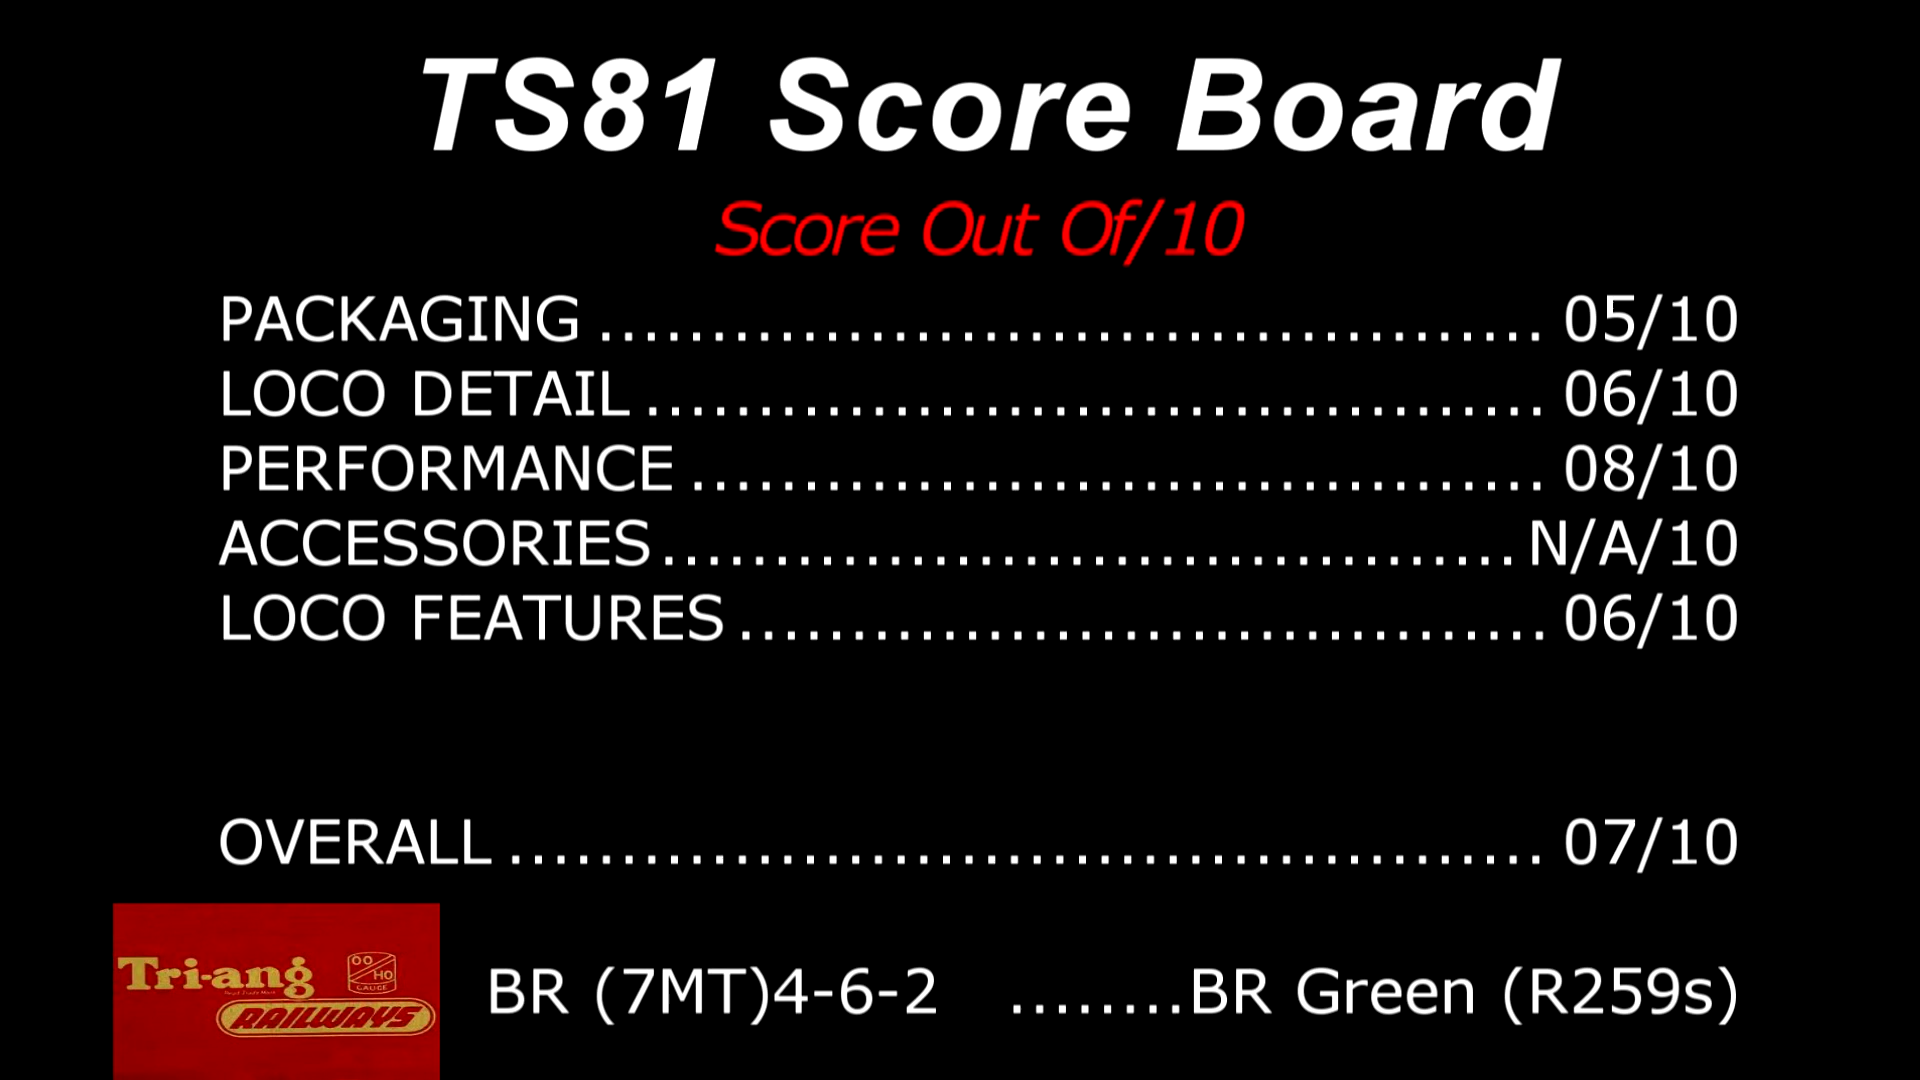 TS81 Score Board
Score Out Of/10
PACKAGING ......................................... 05/10
LOCO DETAIL ....................................... 06/10
PERFORMANCE ..................................... 08/10
ACCESSORIES..................................... N/A/10
LOCO FEATURES ................................... 06/10
OVERALL ............................................. 07/10
Tri-ang
OO
HO
GAUGE
RAILWAYS
BR (7MT)4-6-2 ........BR Green (R259s)